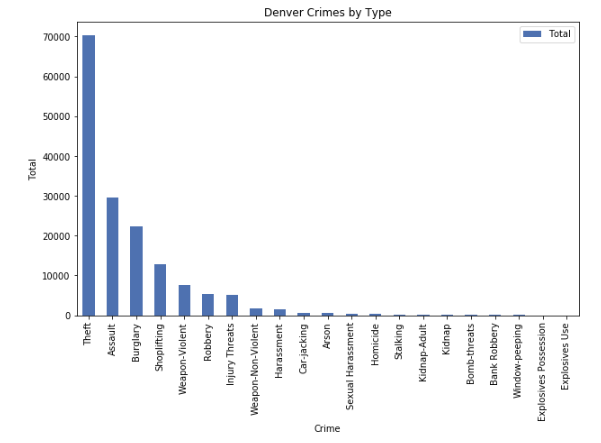 Denver Crimes by Type
Total
70000
60000
50000
40000
30000
20000
10000
0
Total
Theft
Assault
Burglary
Shoplifting
Weapon-Violent
Robbery
Injury Threats
Weapon-Non-Violent
Harassment
Car-jacking
Arson
Sexual Harassment
Homicide
Stalking
Kidnap-Adult
Kidnap
Bomb-threats
Bank Robbery
Window-peeping
Explosives Possession
Explosives Use
Crime